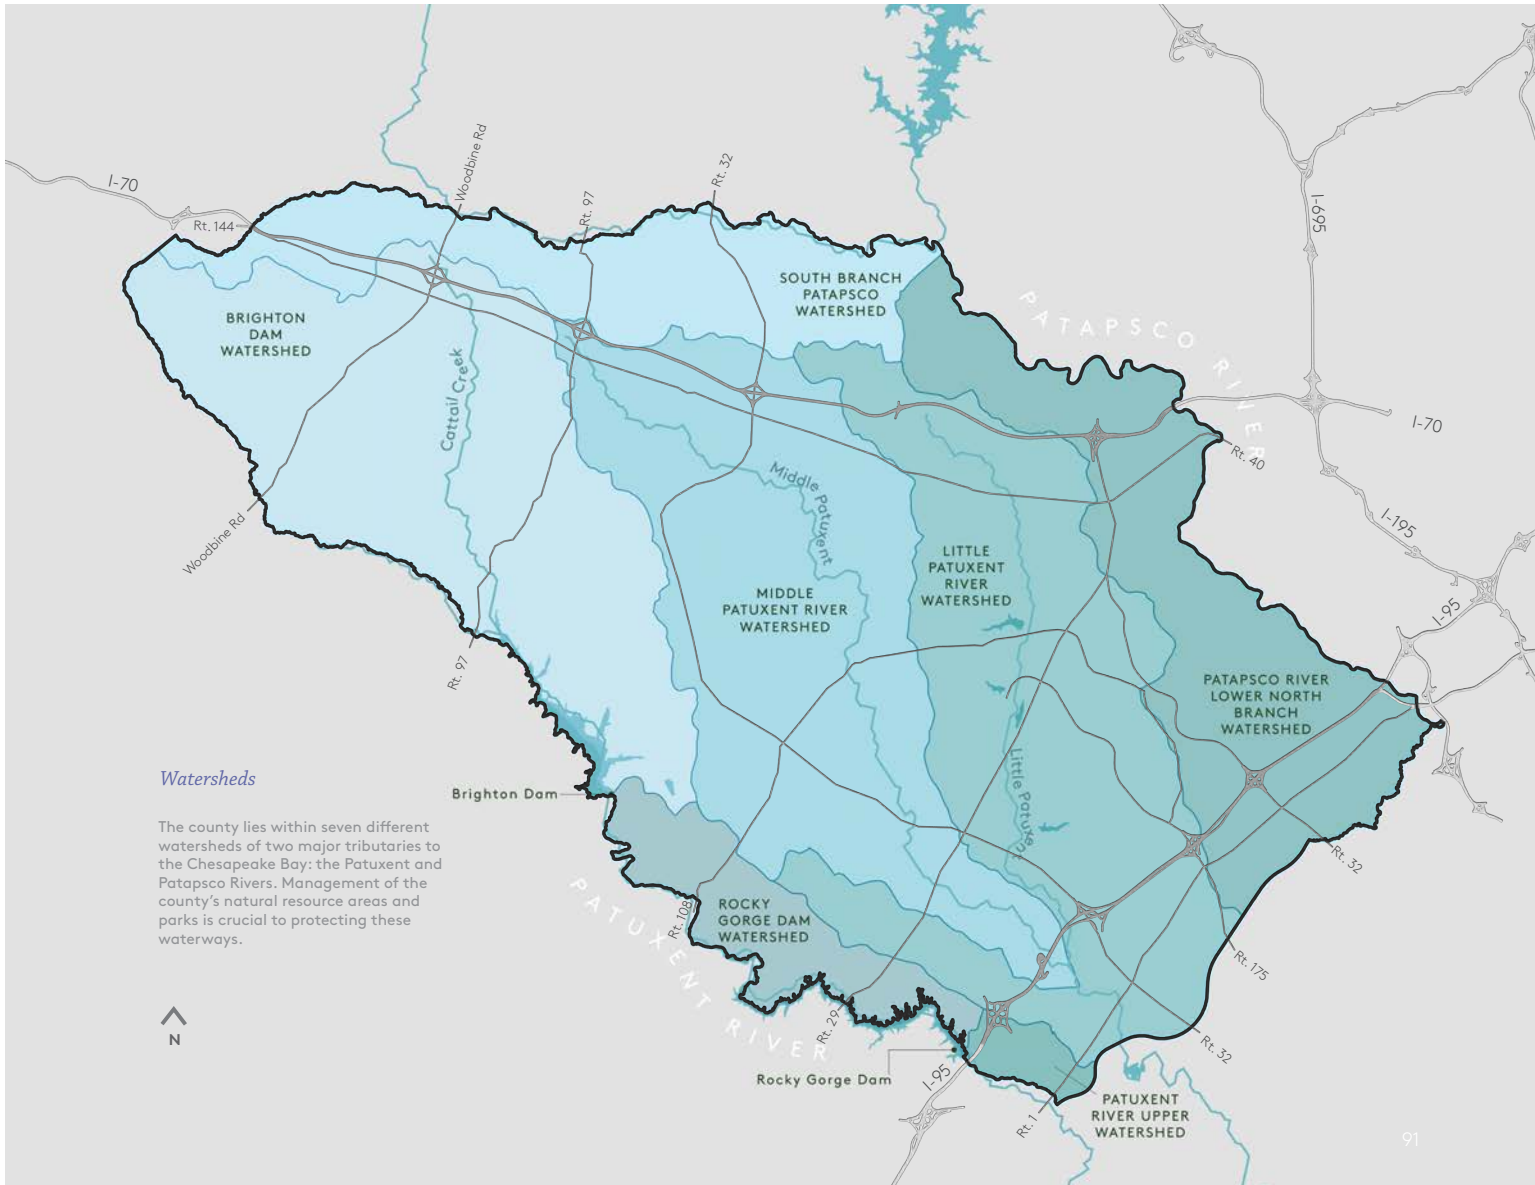 I-70
Rt. 144
Woodbine Rd
Rt. 97
Rt. 32
I-695
SOUTH BRANCH
PATAPSCO
WATERSHED
PATAPSCO RIVER
BRIGHTON
DAM
WATERSHED
Cattail Creek
I-70
Rt. 40
Middle Patuxent
I-195
Woodbine Rd
LITTLE
PATUXENT
RIVER
WATERSHED
MIDDLE
PATUXENT RIVER
WATERSHED
I-95
Rt. 97
PATAPSCO RIVER
LOWER NORTH
BRANCH
WATERSHED
Little Patuxent
Watersheds
Brighton Dam
The county lies within seven different
watersheds of two major tributaries to
the Chesapeake Bay: the Patuxent and
Patapsco Rivers. Management of the
county's natural resource areas and
parks is crucial to protecting these
waterways.
Rt. 32
PATUXENT RIVER
Rt. 108
ROCKY
GORGE DAM
WATERSHED
Rt. 175
N
Rt. 29
Rt. 32
Rocky Gorge Dam
I-95
Rt. 1
PATUXENT
RIVER UPPER
WATERSHED
91